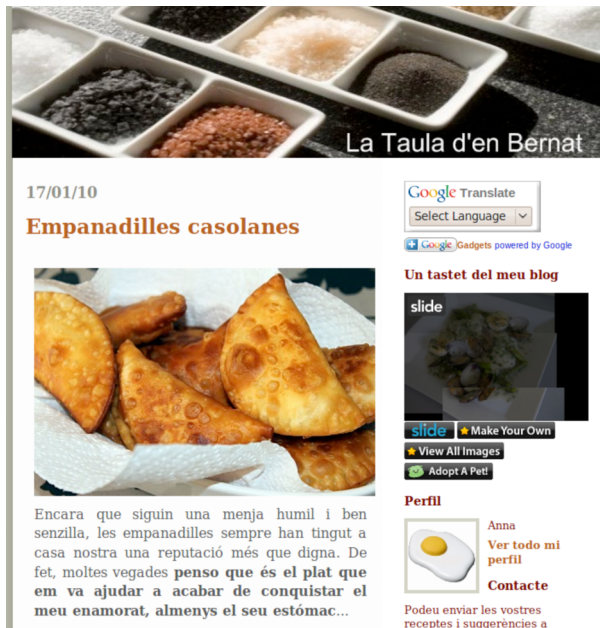 La Taula d'en Bernat
17/01/10
Empanadilles casolanes
Encara que siguin una menja humil i ben
senzilla, les empanadilles sempre han tingut a
casa nostra una reputació més que digna. De
fet, moltes vegades penso que és el plat que
em va ajudar a acabar de conquistar el
meu enamorat, almenys el seu estómac...
Google Translate
Select Language
Google Gadgets powered by Google
Un tastet del meu blog
slide
slide Make Your Own
View All Images
Adopt A Pet!
Perfil
Anna
Ver todo mi
perfil
Contacte
Podeu enviar les vostres
receptes i suggerències a